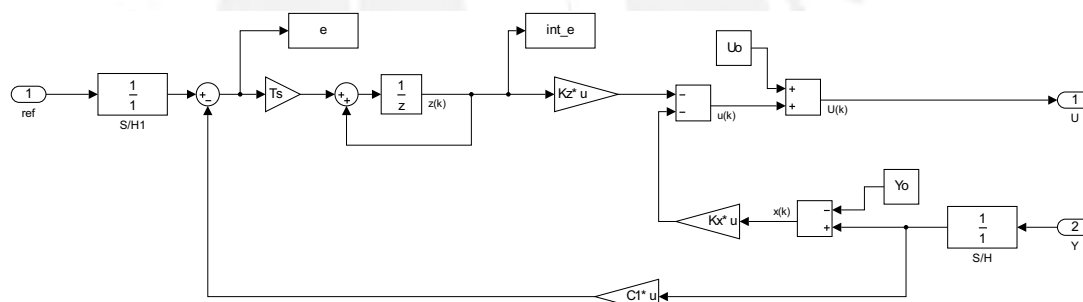 e
int_e
Uo
1
ref
1
1
S/H1
+
−
Ts
+
+
1
z
z(k)
Kz* u
−
−
u(k)
+
+
U(k)
1
U
Kx* u
x(k)
−
+
Yo
1
1
S/H
2
Y
C1* u